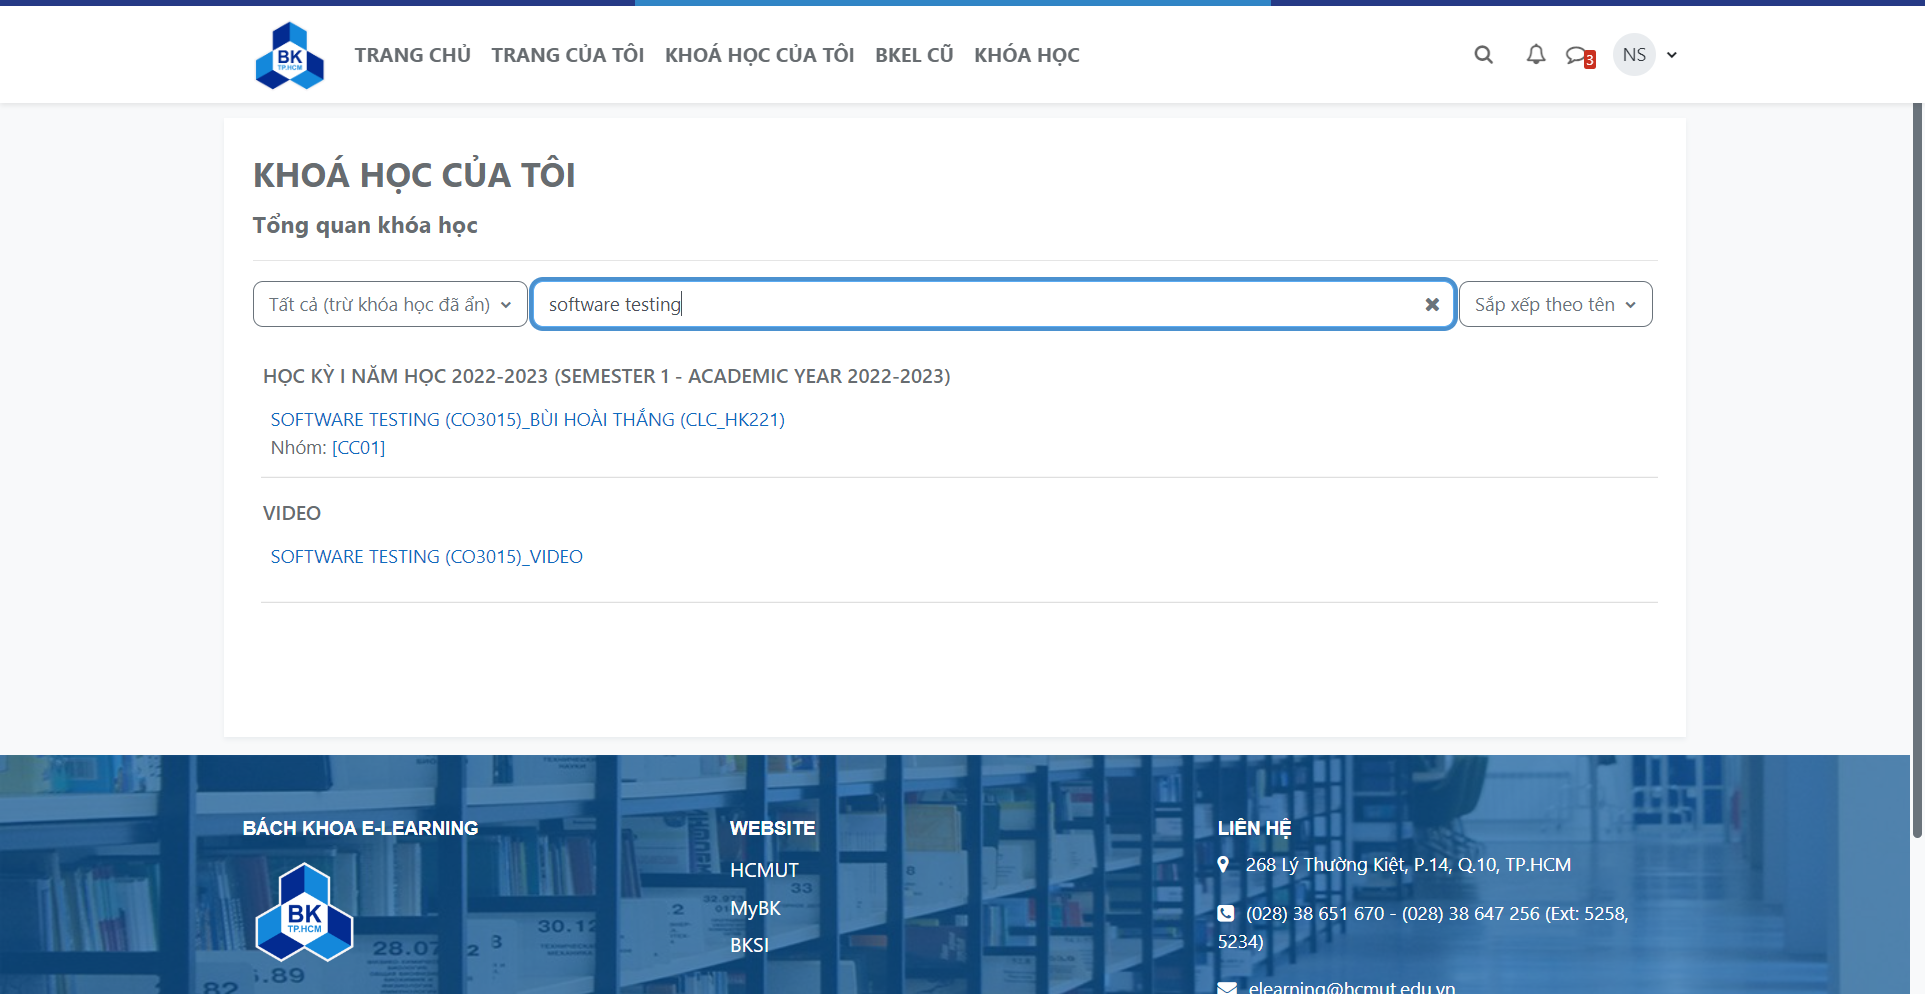 BK
TP.HCM
TRANG CHỦ TRANG CỦA TÔI KHOÁ HỌC CỦA TÔI BKEL CŨ KHÓA HỌC
3 NS
KHOÁ HỌC CỦA TÔI
Tổng quan khóa học
Tất cả (trừ khóa học đã ẩn) software testing Sắp xếp theo tên
HỌC KỲ I NĂM HỌC 2022-2023 (SEMESTER 1 - ACADEMIC YEAR 2022-2023)
SOFTWARE TESTING (CO3015)_BÙI HOÀI THẮNG (CLC_HK221)
Nhóm: [CC01]
VIDEO
SOFTWARE TESTING (CO3015)_VIDEO
BÁCH KHOA E-LEARNING
BK
TP.HCM
WEBSITE
HCMUT
MyBK
BKSI
LIÊN HỆ
268 Lý Thường Kiệt, P.14, Q.10, TP.HCM
(028) 38 651 670 - (028) 38 647 256 (Ext: 5258,
5234)
elearning@hcmut.edu.vn